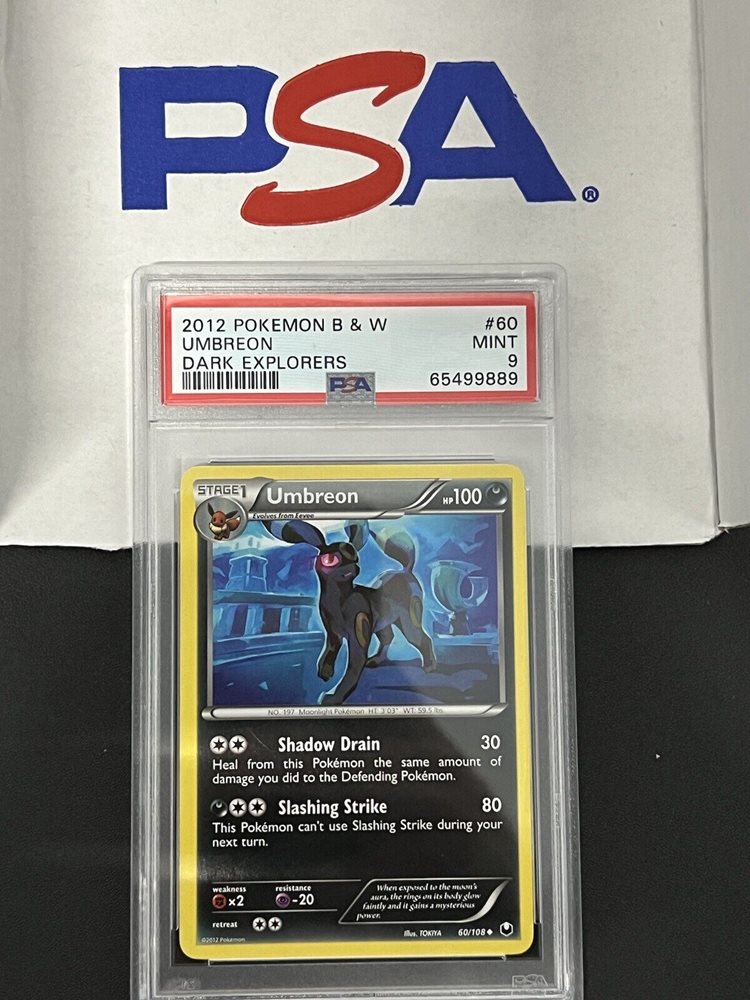 PSA®
2012 POKEMON B & W #60
UMBREON MINT
DARK EXPLORERS 9
PSA 65499889
STAGE1 Umbreon HP100
Evolves from Eevee
NO. 197 Moonlight Pokémon HT: 3'03" WT: 59.5 lbs.
Shadow Drain 30
Heal from this Pokémon the same amount of
damage you did to the Defending Pokémon.
Slashing Strike 80
This Pokémon can't use Slashing Strike during your
next turn.
weakness resistance
×2 -20
retreat
When exposed to the moon's
aura, the rings on its body glow
faintly and it gains a mysterious
power.
©2012 Pokémon Illus. TOKIYA 60/108
PSA